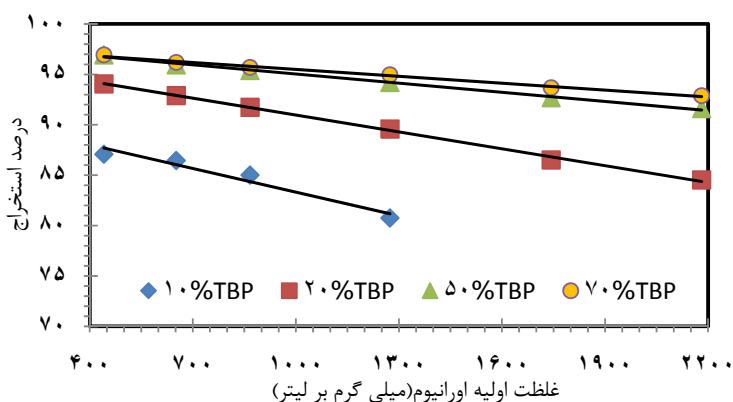 ۱۰۰
۹۵
۹۰
۸۵
۸۰
۷۵
۷۰
درصد استخراج
۱۰%TBP ۲۰%TBP ۵۰%TBP ۷۰%TBP
۴۰۰ ۷۰۰ ۱۰۰۰ ۱۳۰۰ ۱۶۰۰ ۱۹۰۰ ۲۲۰۰
غلظت اولیه اورانیوم(میلی گرم بر لیتر)